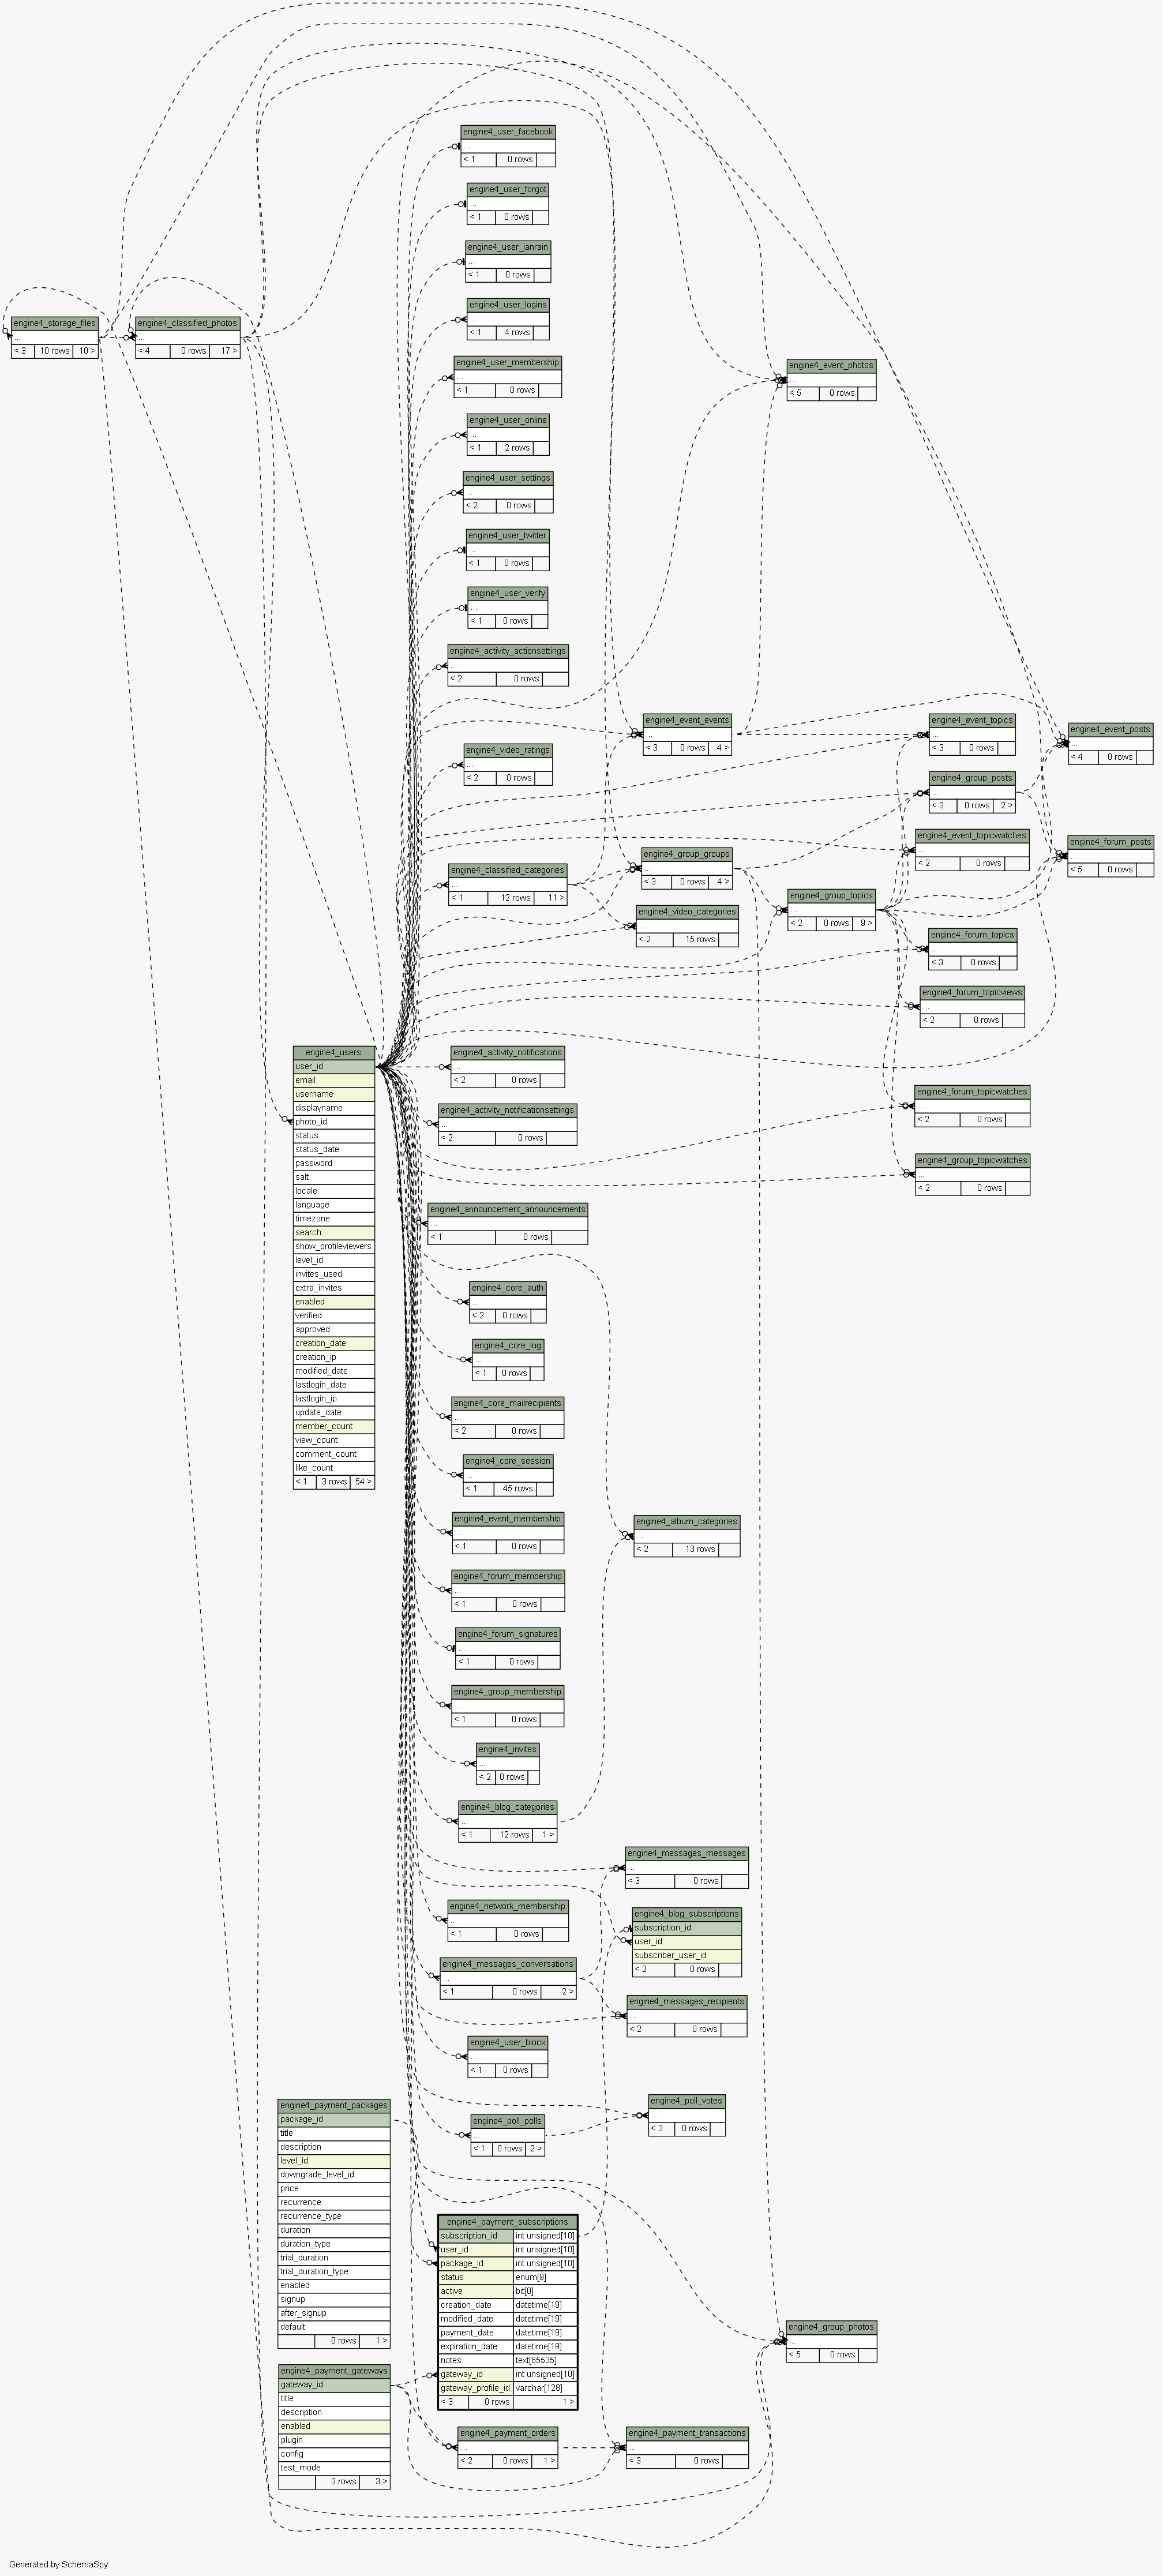 engine4_user_facebook
...
< 1 0 rows
engine4_user_forgot
...
< 1 0 rows
engine4_user_janrain
...
< 1 0 rows
engine4_user_logins
...
< 1 4 rows
engine4_storage_files
...
< 3 10 rows 10 >
engine4_classified_photos
...
< 4 0 rows 17 >
engine4_user_membership
...
< 1 0 rows
engine4_event_photos
...
< 5 0 rows
engine4_user_online
...
< 1 2 rows
engine4_user_settings
...
< 2 0 rows
engine4_user_twitter
...
< 1 0 rows
engine4_user_verify
...
< 1 0 rows
engine4_activity_actionsettings
...
< 2 0 rows
engine4_event_events
...
< 3 0 rows 4 >
engine4_event_topics
...
< 3 0 rows
engine4_event_posts
...
< 4 0 rows
engine4_video_ratings
...
< 2 0 rows
engine4_group_posts
...
< 3 0 rows 2 >
engine4_event_topicwatches
...
< 2 0 rows
engine4_forum_posts
...
< 5 0 rows
engine4_classified_categories
...
< 1 12 rows 11 >
engine4_group_groups
...
< 3 0 rows 4 >
engine4_video_categories
...
< 2 15 rows
engine4_group_topics
...
< 2 0 rows 9 >
engine4_forum_topics
...
< 3 0 rows
engine4_forum_topicviews
...
< 2 0 rows
engine4_users
user_id
email
username
displayname
photo_id
status
status_date
password
salt
locale
language
timezone
search
show_profileviewers
level_id
invites_used
extra_invites
enabled
verified
approved
creation_date
creation_ip
modified_date
lastlogin_date
lastlogin_ip
update_date
member_count
view_count
comment_count
like_count
< 1 3 rows 54 >
engine4_activity_notifications
...
< 2 0 rows
engine4_activity_notificationsettings
...
< 2 0 rows
engine4_forum_topicwatches
...
< 2 0 rows
engine4_group_topicwatches
...
< 2 0 rows
engine4_announcement_announcements
...
< 1 0 rows
engine4_core_auth
...
< 2 0 rows
engine4_core_log
...
< 1 0 rows
engine4_core_mailrecipients
...
< 2 0 rows
engine4_core_session
...
< 1 45 rows
engine4_event_membership
...
< 1 0 rows
engine4_album_categories
...
< 2 13 rows
engine4_forum_membership
...
< 1 0 rows
engine4_forum_signatures
...
< 1 0 rows
engine4_group_membership
...
< 1 0 rows
engine4_invites
...
< 2 0 rows
engine4_blog_categories
...
< 1 12 rows 1 >
engine4_messages_messages
...
< 3 0 rows
engine4_network_membership
...
< 1 0 rows
engine4_blog_subscriptions
subscription_id
user_id
subscriber_user_id
< 2 0 rows
engine4_messages_conversations
...
< 1 0 rows 2 >
engine4_messages_recipients
...
< 2 0 rows
engine4_user_block
...
< 1 0 rows
engine4_poll_votes
...
< 3 0 rows
engine4_poll_polls
...
< 1 0 rows 2 >
engine4_payment_packages
package_id
title
description
level_id
downgrade_level_id
price
recurrence
recurrence_type
duration
duration_type
trial_duration
trial_duration_type
enabled
signup
after_signup
default
0 rows 1 >
engine4_payment_subscriptions
subscription_id int unsigned[10]
user_id int unsigned[10]
package_id int unsigned[10]
status enum[9]
active bit[0]
creation_date datetime[19]
modified_date datetime[19]
payment_date datetime[19]
expiration_date datetime[19]
notes text[65535]
gateway_id int unsigned[10]
gateway_profile_id varchar[128]
< 3 0 rows 1 >
engine4_group_photos
...
< 5 0 rows
engine4_payment_gateways
gateway_id
title
description
enabled
plugin
config
test_mode
3 rows 3 >
engine4_payment_orders
...
< 2 0 rows 1 >
engine4_payment_transactions
...
< 3 0 rows
Generated by SchemaSpy